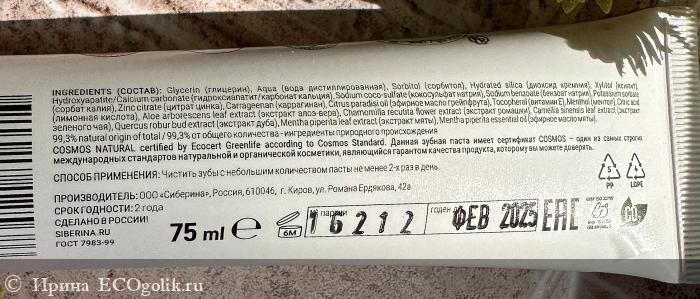 INGREDIENTS (СОСТАВ): Glycerin (глицерин), Aqua (вода дистиллированная), Sorbitol (сорбитол), Hydrated silica (диоксид кремния), Xylitol (ксилит),
Hydroxyapatite/Calcium carbonate (гидроксиапатит/карбонат кальция), Sodium coco-sulfate (кокосульфат натрия), Sodium benzoate (бензоат натрия), Potassium sorbate
(сорбат калия), Zinc citrate (цитрат цинка), Carrageenan (каррагинан), Citrus paradisi oil (эфирное масло грейпфрута), Tocopherol (витамин Е), Menthol (ментол), Citric acid
(лимонная кислота), Aloe arborescens leaf extract (экстракт алоэ-вера), Chamomilla recutita flower extract (экстракт ромашки), Camellia sinensis leaf extract (экстракт
зеленого чая), Quercus robur bud extract (экстракт дуба), Mentha piperita leaf extract (экстракт мяты), Mentha piperita essential oil (эфирное масло мяты).
99,3% natural origin of total / 99,3% от общего количества -ингредиенты природного происхождения
COSMOS NATURAL certified by Ecocert Greenlife according to Cosmos Standard. Данная зубная паста имеет сертификат COSMOS – один из самых строгих
международных стандартов натуральной и органической косметики, являющийся гарантом качества продукта, которому вы можете доверять.
СПОСОБ ПРИМЕНЕНИЯ: Чистить зубы с небольшим количеством пасты не менее 2-х раз в день.
ПРОИЗВОДИТЕЛЬ: ООО «Сиберина», Россия, 610046, г. Киров, ул. Романа Ердякова, 42а
СРОК ГОДНОСТИ: 2 года
СДЕЛАНО В РОССИИ!
SIBERINA.RU
ГОСТ 7983-99
75 ml e
6M
партии 16212
годен ФЕВ 2025
EAC
5 PP
4 LDPE
Ирина ECOgolik.ru